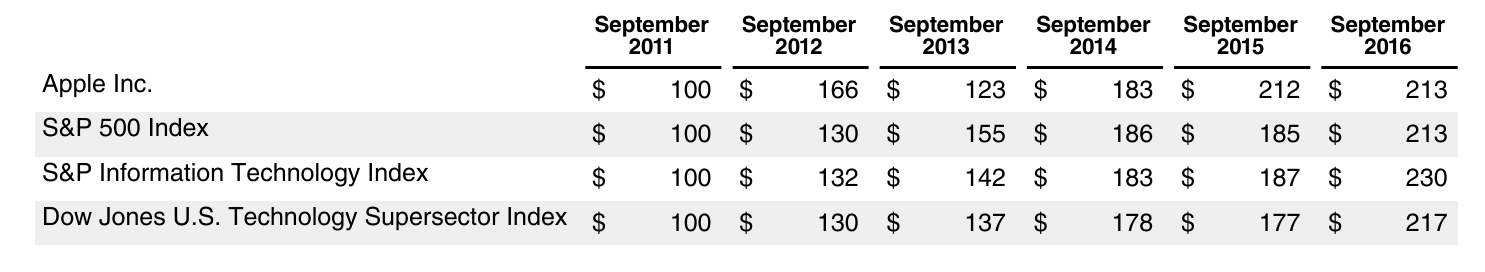 September September September September September September
2011 2012 2013 2014 2015 2016
Apple Inc. $ 100 $ 166 $ 123 $ 183 $ 212 $ 213
S&P 500 Index $ 100 $ 130 $ 155 $ 186 $ 185 $ 213
S&P Information Technology Index $ 100 $ 132 $ 142 $ 183 $ 187 $ 230
Dow Jones U.S. Technology Supersector Index $ 100 $ 130 $ 137 $ 178 $ 177 $ 217